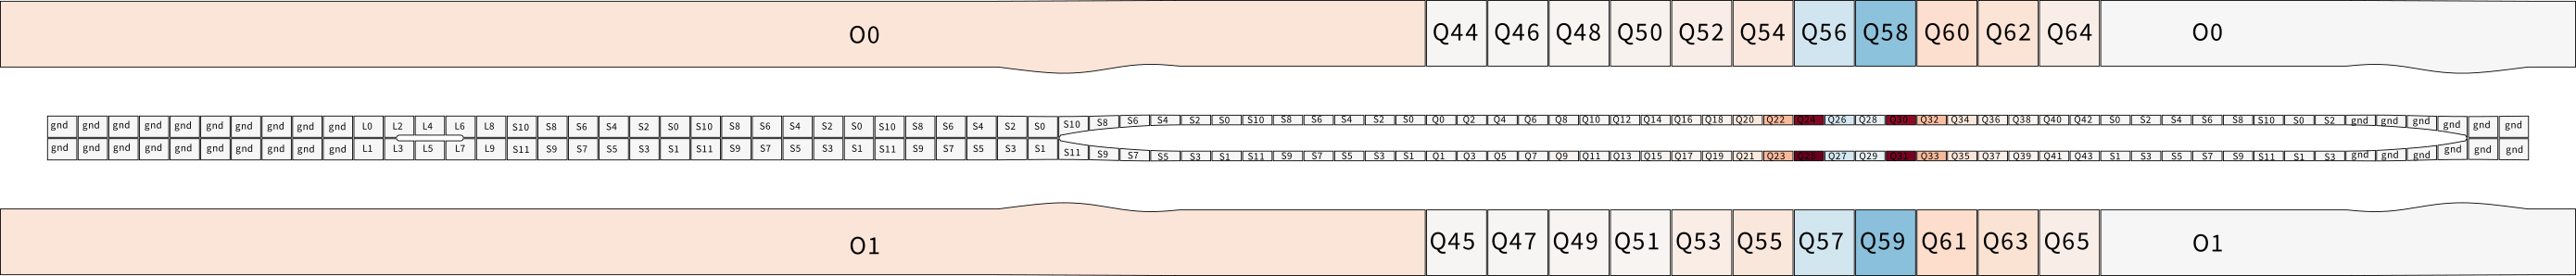 O0 Q44 Q46 Q48 Q50 Q52 Q54 Q56 Q58 Q60 Q62 Q64 O0
gnd gnd gnd gnd gnd gnd gnd gnd gnd gnd L0 L2 L4 L6 L8 S10 S8 S6 S4 S2 S0 S10 S8 S6 S4 S2 S0 S10 S8 S6 S4 S2 S0 S10 S8 S6 S4 S2 S0 S10 S8 S6 S4 S2 S0 Q0 Q2 Q4 Q6 Q8 Q10 Q12 Q14 Q16 Q18 Q20 Q22 Q24 Q26 Q28 Q30 Q32 Q34 Q36 Q38 Q40 Q42 S0 S2 S4 S6 S8 S10 S0 S2 gnd gnd gnd gnd gnd gnd
gnd gnd gnd gnd gnd gnd gnd gnd gnd gnd L1 L3 L5 L7 L9 S11 S9 S7 S5 S3 S1 S11 S9 S7 S5 S3 S1 S11 S9 S7 S5 S3 S1 S11 S9 S7 S5 S3 S1 S11 S9 S7 S5 S3 S1 Q1 Q3 Q5 Q7 Q9 Q11 Q13 Q15 Q17 Q19 Q21 Q23 Q25 Q27 Q29 Q31 Q33 Q35 Q37 Q39 Q41 Q43 S1 S3 S5 S7 S9 S11 S1 S3 gnd gnd gnd gnd gnd gnd
O1 Q45 Q47 Q49 Q51 Q53 Q55 Q57 Q59 Q61 Q63 Q65 O1